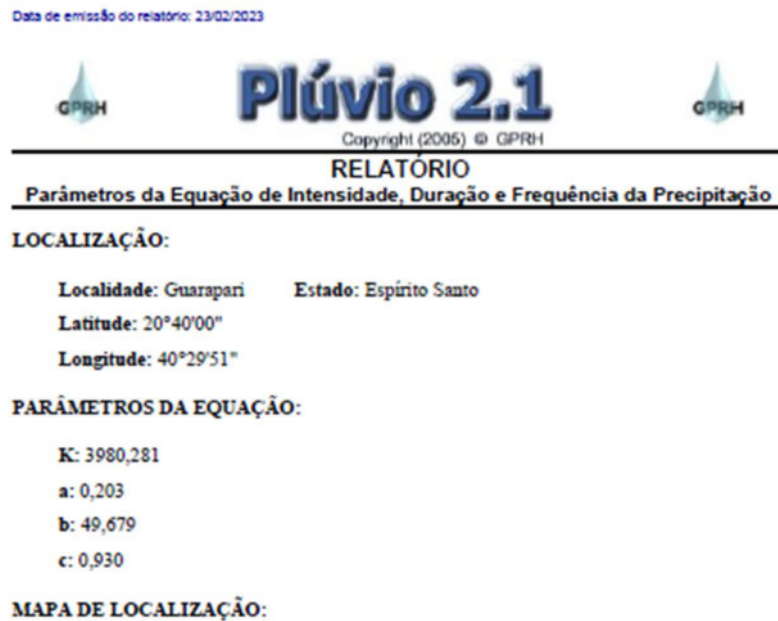 Data de emissão do relatório: 23/02/2023
GPRH
Plúvio 2.1
GPRH
Copyright (2005) © GPRH
RELATÓRIO
Parâmetros da Equação de Intensidade, Duração e Frequência da Precipitação
LOCALIZAÇÃO:
Localidade: Guarapari Estado: Espírito Santo
Latitude: 20°40'00"
Longitude: 40°29'51"
PARÂMETROS DA EQUAÇÃO:
K: 3980,281
a: 0,203
b: 49,679
c: 0,930
MAPA DE LOCALIZAÇÃO: